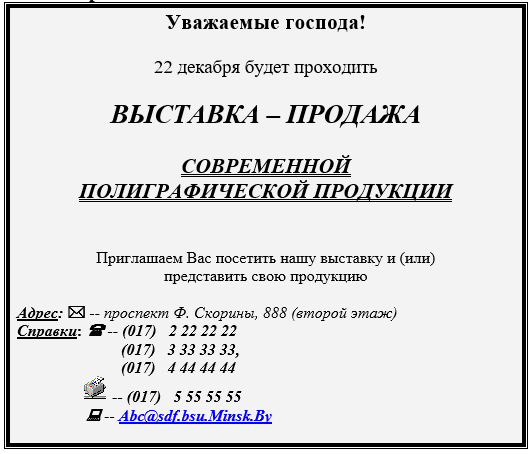 Уважаемые господа!
22 декабря будет проходить
ВЫСТАВКА – ПРОДАЖА
СОВРЕМЕННОЙ
ПОЛИГРАФИЧЕСКОЙ ПРОДУКЦИИ
Приглашаем Вас посетить нашу выставку и (или)
представить свою продукцию
Адрес: ✉ -- проспект Ф. Скорины, 888 (второй этаж)
Справки: ☎ -- (017) 2 22 22 22
(017) 3 33 33 33,
(017) 4 44 44 44
-- (017) 5 55 55 55
-- Abc@sdf.bsu.Minsk.By